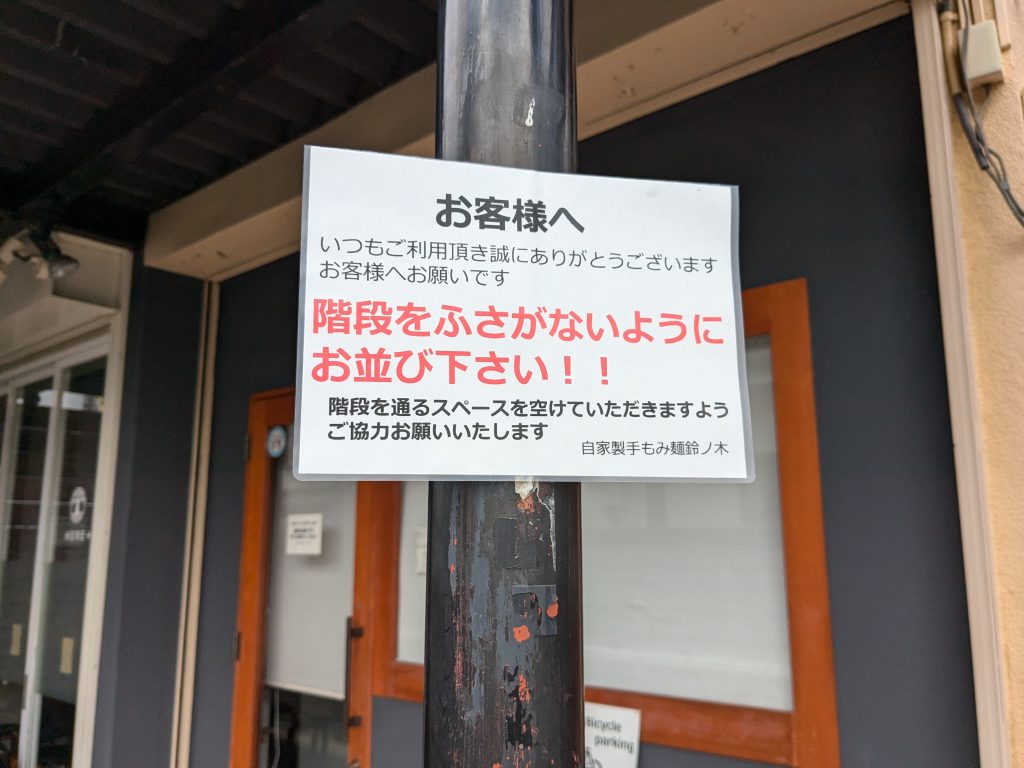 お客様へ
いつもご利用頂き誠にありがとうございます
お客様へお願いです
階段をふさがないように
お並び下さい！！
階段を通るスペースを空けていただきますよう
ご協力お願いいたします
自家製手もみ麺鈴ノ木
HERE
Bicycle
parking